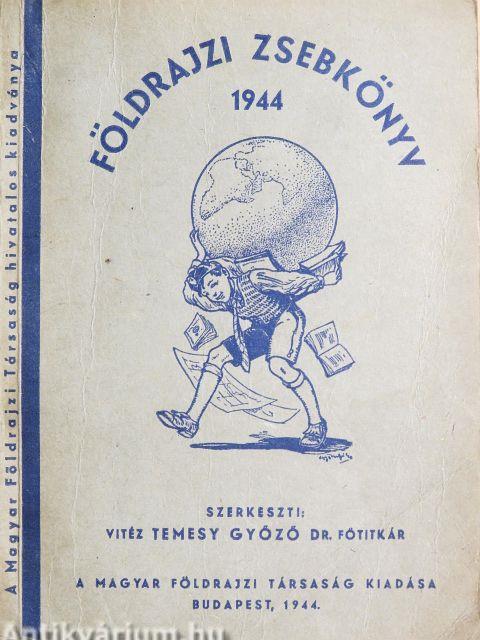 A Magyar Földrajzi Társaság hivatalos kiadványa
FÖLDRAJZI ZSEBKÖNYV
1944
SZERKESZTI:
VITÉZ TEMESY GYŐZŐ DR. FŐTITKÁR
A MAGYAR FÖLDRAJZI TÁRSASÁG KIADÁSA
BUDAPEST, 1944.
Antikvárium.hu